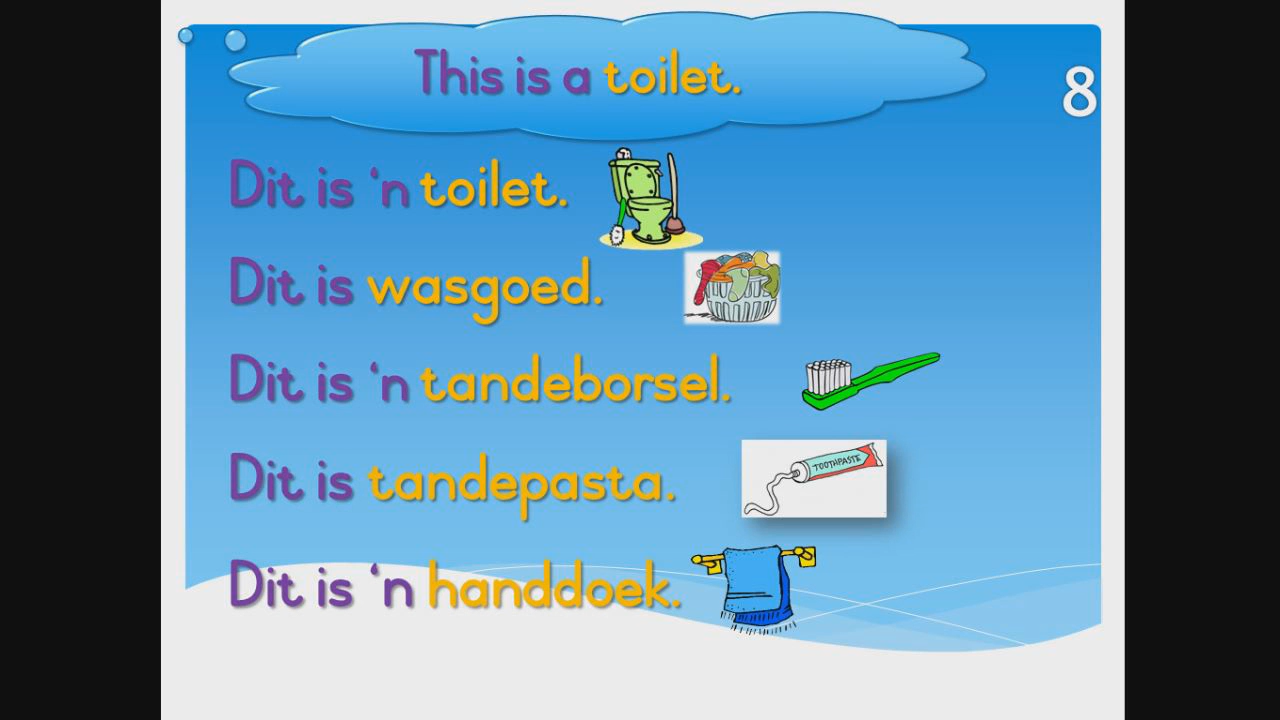 This is a toilet.
8
Dit is ‘n toilet.
Dit is wasgoed.
Dit is ‘n tandeborsel.
Dit is tandepasta.
TOOTHPASTE
Dit is ‘n handdoek.